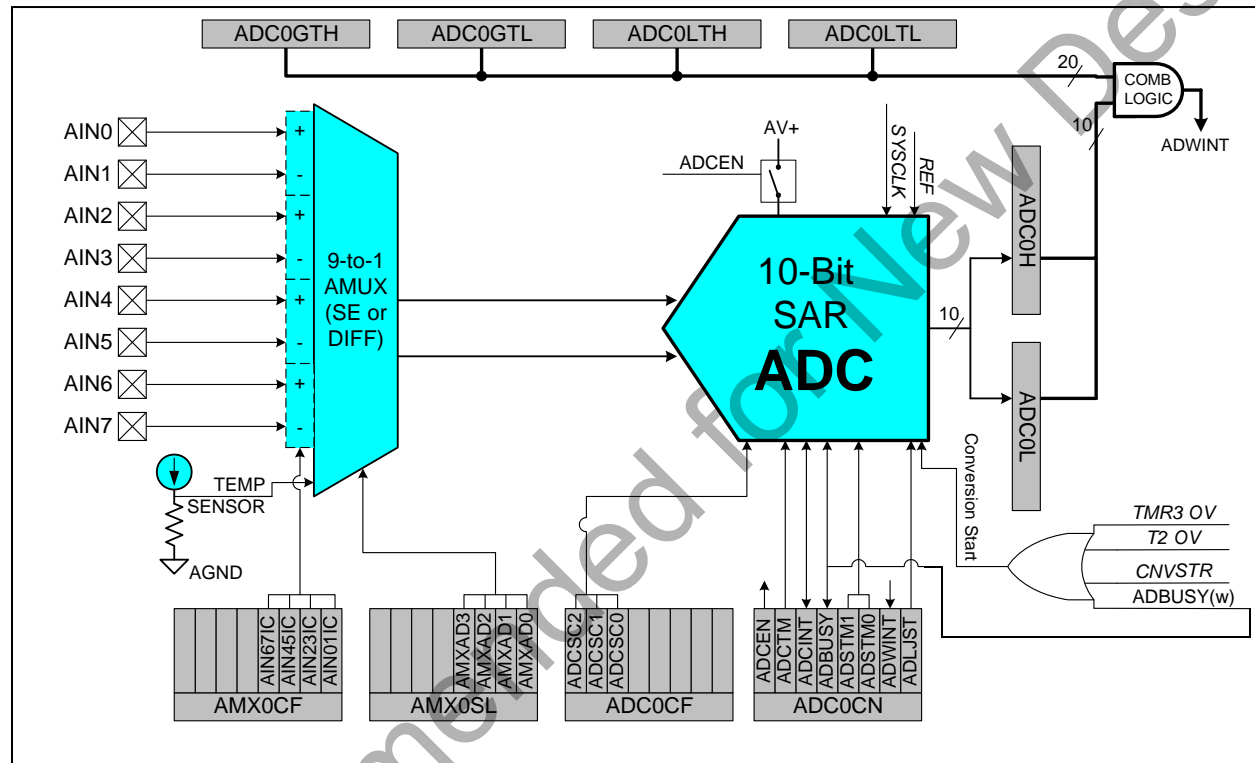 ADC0GTH
ADC0GTL
ADC0LTH
ADC0LTL
20
COMB
LOGIC
10
ADWINT
AIN0
AIN1
AIN2
AIN3
AIN4
AIN5
AIN6
AIN7
+
-
+
-
+
-
+
-
9-to-1
AMUX
(SE or
DIFF)
TEMP
SENSOR
AGND
AV+
ADCEN
SYSCLK
REF
10-Bit
SAR
ADC
10
ADC0H
ADC0L
Conversion Start
TMR3 OV
T2 OV
CNVSTR
ADBUSY(w)
AIN67IC
AIN45IC
AIN23IC
AIN01IC
AMX0CF
AMXAD3
AMXAD2
AMXAD1
AMXAD0
AMX0SL
ADCSC2
ADCSC1
ADCSC0
ADC0CF
ADCEN
ADCTM
ADCINT
ADBUSY
ADSTM1
ADSTM0
ADWINT
ADLJST
ADC0CN
mended for New Des